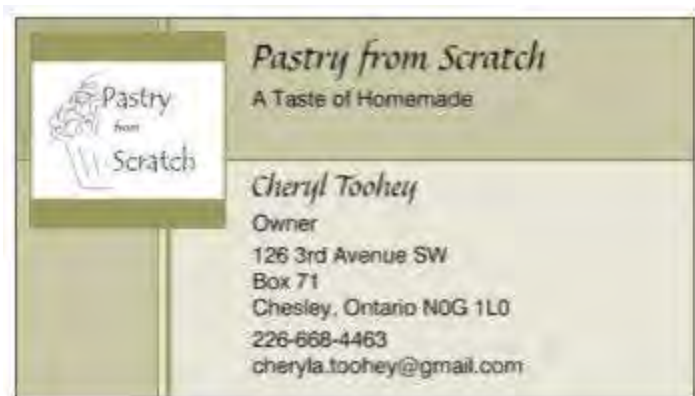 Pastry
from
Scratch
Pastry from Scratch
A Taste of Homemade
Cheryl Toohey
Owner
126 3rd Avenue SW
Box 71
Chesley, Ontario N0G 1L0
226-668-4463
cheryla.toohey@gmail.com